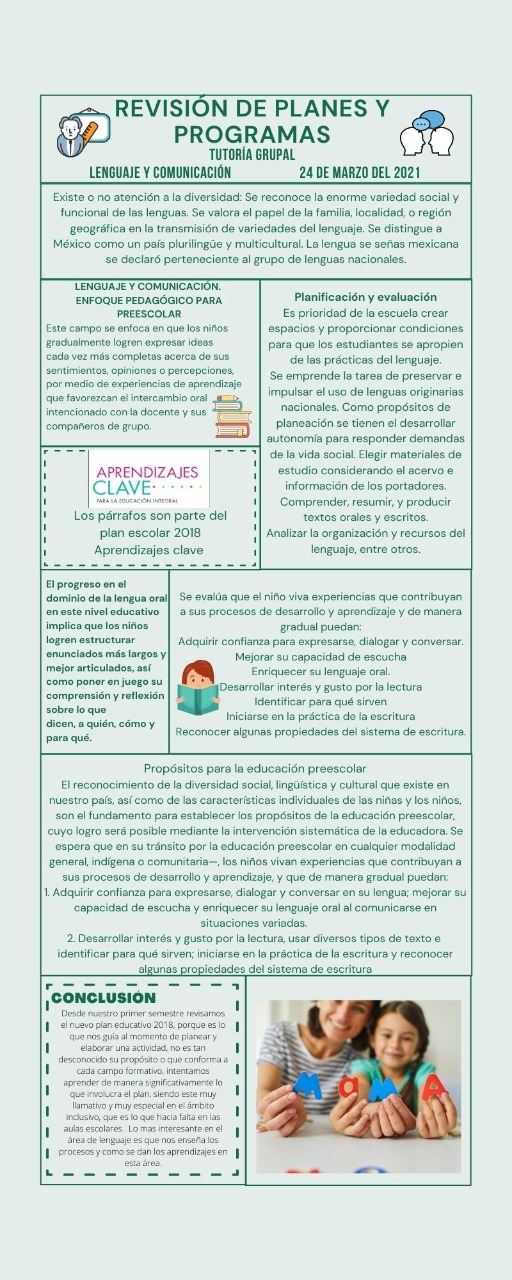 REVISIÓN DE PLANES Y
PROGRAMAS
TUTORÍA GRUPAL
LENGUAJE Y COMUNICACIÓN 24 DE MARZO DEL 2021
Existe o no atención a la diversidad: Se reconoce la enorme variedad social y
funcional de las lenguas. Se valora el papel de la familia, localidad, o región
geográfica en la transmisión de variedades del lenguaje. Se distingue a
México como un país plurilingüe y multicultural. La lengua se señas mexicana
se declaró perteneciente al grupo de lenguas nacionales.
LENGUAJE Y COMUNICACIÓN.
ENFOQUE PEDAGÓGICO PARA
PREESCOLAR
Este campo se enfoca en que los niños
gradualmente logren expresar ideas
cada vez más completas acerca de sus
sentimientos, opiniones o percepciones,
por medio de experiencias de aprendizaje
que favorezcan el intercambio oral
intencionado con la docente y sus
compañeros de grupo.
Planificación y evaluación
Es prioridad de la escuela crear
espacios y proporcionar condiciones
para que los estudiantes se apropien
de las prácticas del lenguaje.
Se emprende la tarea de preservar e
impulsar el uso de lenguas originarias
nacionales. Como propósitos de
planeación se tienen el desarrollar
autonomía para responder demandas
de la vida social. Elegir materiales de
estudio considerando el acervo e
información de los portadores.
Comprender, resumir, y producir
textos orales y escritos.
Analizar la organización y recursos del
lenguaje, entre otros.
APRENDIZAJES
CLAVE
PARA LA EDUCACIÓN INTEGRAL
Los párrafos son parte del
plan escolar 2018
Aprendizajes clave
El progreso en el
dominio de la lengua oral
en este nivel educativo
implica que los niños
logren estructurar
enunciados más largos y
mejor articulados, así
como poner en juego su
comprensión y reflexión
sobre lo que
dicen, a quién, cómo y
para qué.
Se evalúa que el niño viva experiencias que contribuyan
a sus procesos de desarrollo y aprendizaje y de manera
gradual puedan:
Adquirir confianza para expresarse, dialogar y conversar.
Mejorar su capacidad de escucha
Enriquecer su lenguaje oral.
Desarrollar interés y gusto por la lectura
Identificar para qué sirven
Iniciarse en la práctica de la escritura
Reconocer algunas propiedades del sistema de escritura.
Propósitos para la educación preescolar
El reconocimiento de la diversidad social, lingüística y cultural que existe en
nuestro país, así como de las características individuales de las niñas y los niños,
son el fundamento para establecer los propósitos de la educación preescolar,
cuyo logro será posible mediante la intervención sistemática de la educadora. Se
espera que en su tránsito por la educación preescolar en cualquier modalidad
general, indígena o comunitaria—, los niños vivan experiencias que contribuyan a
sus procesos de desarrollo y aprendizaje, y que de manera gradual puedan:
1. Adquirir confianza para expresarse, dialogar y conversar en su lengua; mejorar su
capacidad de escucha y enriquecer su lenguaje oral al comunicarse en
situaciones variadas.
2. Desarrollar interés y gusto por la lectura, usar diversos tipos de texto e
identificar para qué sirven; iniciarse en la práctica de la escritura y reconocer
algunas propiedades del sistema de escritura
CONCLUSIÓN
Desde nuestro primer semestre revisamos
el nuevo plan educativo 2018, porque es lo
que nos guía al momento de planear y
elaborar una actividad, no es tan
desconocido su propósito o que conforma a
cada campo formativo, intentamos
aprender de manera significativamente lo
que involucra el plan, siendo este muy
llamativo y muy especial en el ámbito
inclusivo, que es lo que hacia falta en las
aulas escolares. Lo mas interesante en el
área de lenguaje es que nos enseña los
procesos y como se dan los aprendizajes en
esta área.
MaMA